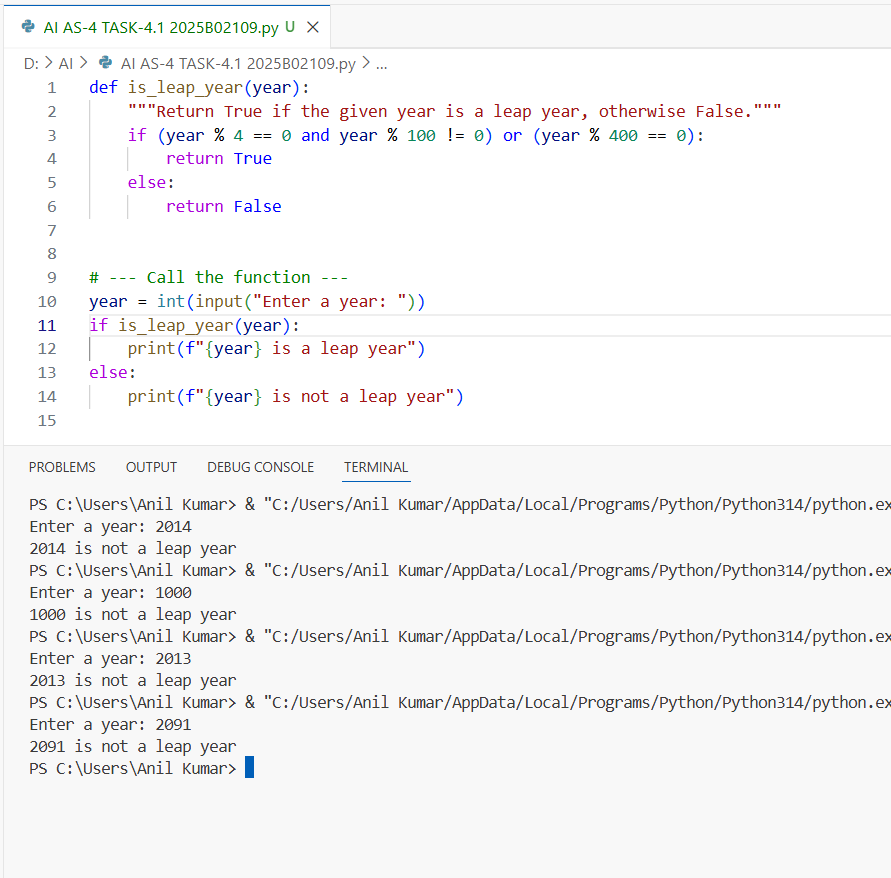 AI AS-4 TASK-4.1 2025B02109.py U
D: > AI > AI AS-4 TASK-4.1 2025B02109.py > ...
1 def is_leap_year(year):
2     """Return True if the given year is a leap year, otherwise False."""
3     if (year % 4 == 0 and year % 100 != 0) or (year % 400 == 0):
4         return True
5     else:
6         return False
7
8
9 # --- Call the function ---
10 year = int(input("Enter a year: "))
11 if is_leap_year(year):
12     print(f"{year} is a leap year")
13 else:
14     print(f"{year} is not a leap year")
15
PROBLEMS OUTPUT DEBUG CONSOLE TERMINAL
PS C:\Users\Anil Kumar> & "C:/Users/Anil Kumar/AppData/Local/Programs/Python/Python314/python.ex
Enter a year: 2014
2014 is not a leap year
PS C:\Users\Anil Kumar> & "C:/Users/Anil Kumar/AppData/Local/Programs/Python/Python314/python.ex
Enter a year: 1000
1000 is not a leap year
PS C:\Users\Anil Kumar> & "C:/Users/Anil Kumar/AppData/Local/Programs/Python/Python314/python.ex
Enter a year: 2013
2013 is not a leap year
PS C:\Users\Anil Kumar> & "C:/Users/Anil Kumar/AppData/Local/Programs/Python/Python314/python.ex
Enter a year: 2091
2091 is not a leap year
PS C:\Users\Anil Kumar>